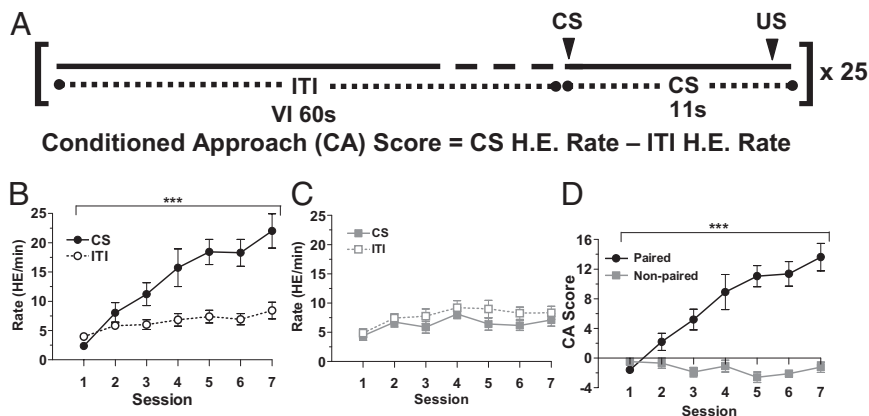 A
CS US
ITI CS x 25
VI 60s 11s
Conditioned Approach (CA) Score = CS H.E. Rate – ITI H.E. Rate
B
***
Rate (HE/min)
25
20
15
10
5
0
CS
ITI
1 2 3 4 5 6 7
Session
C
Rate (HE/min)
25
20
15
10
5
0
CS
ITI
1 2 3 4 5 6 7
Session
D
***
CA Score
16
12
8
4
0
-4
Paired
Non-paired
1 2 3 4 5 6 7
Session